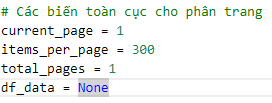 # Các biến toàn cục cho phân trang
current_page = 1
items_per_page = 300
total_pages = 1
df_data = None